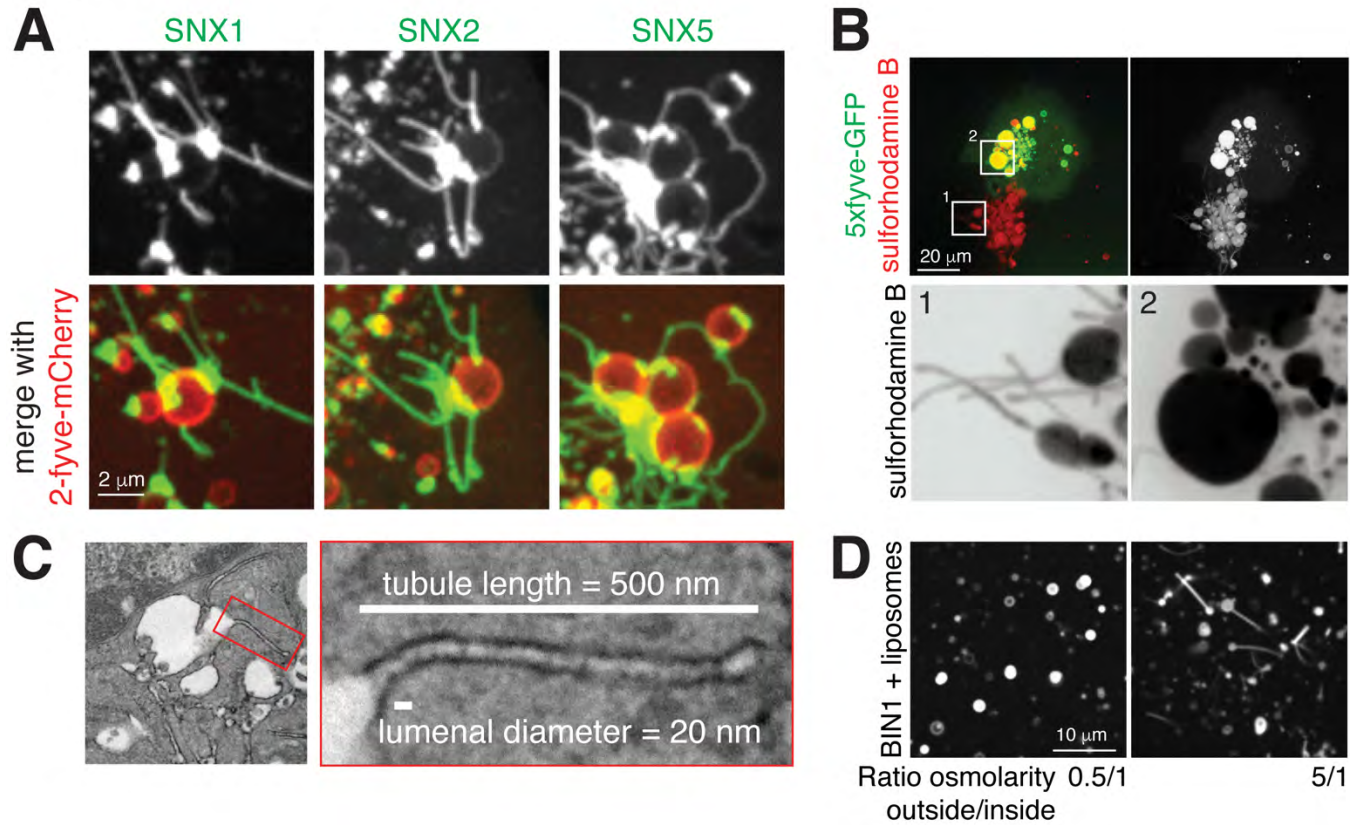 A
SNX1
SNX2
SNX5
merge with
2-fyve-mCherry
2 μm
B
5xfyve-GFP
sulforhodamine B
2
1
20 μm
sulforhodamine B
1
2
C
tubule length = 500 nm
lumenal diameter = 20 nm
D
BIN1 + liposomes
10 μm
Ratio osmolarity 0.5/1
outside/inside
5/1